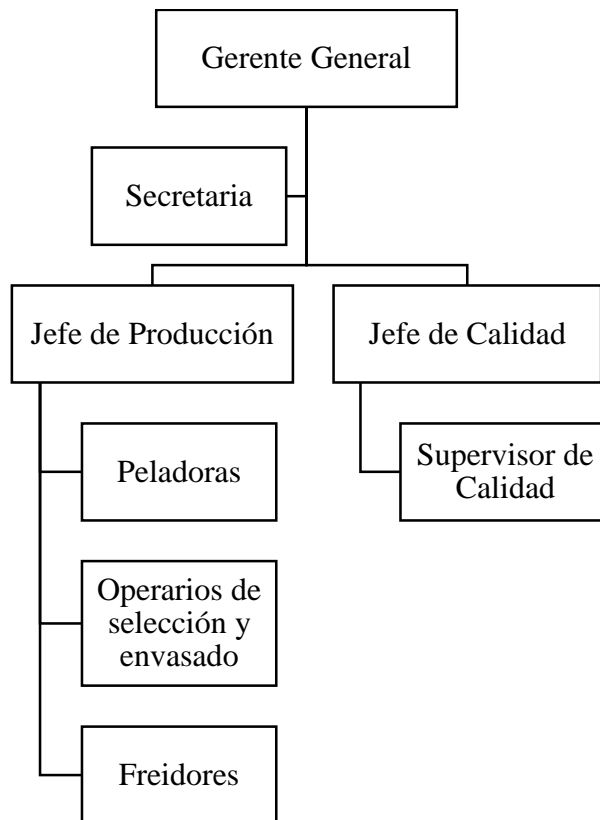 Gerente General
Secretaria
Jefe de Producción
Jefe de Calidad
Peladoras
Supervisor de
Calidad
Operarios de
selección y
envasado
Freidores